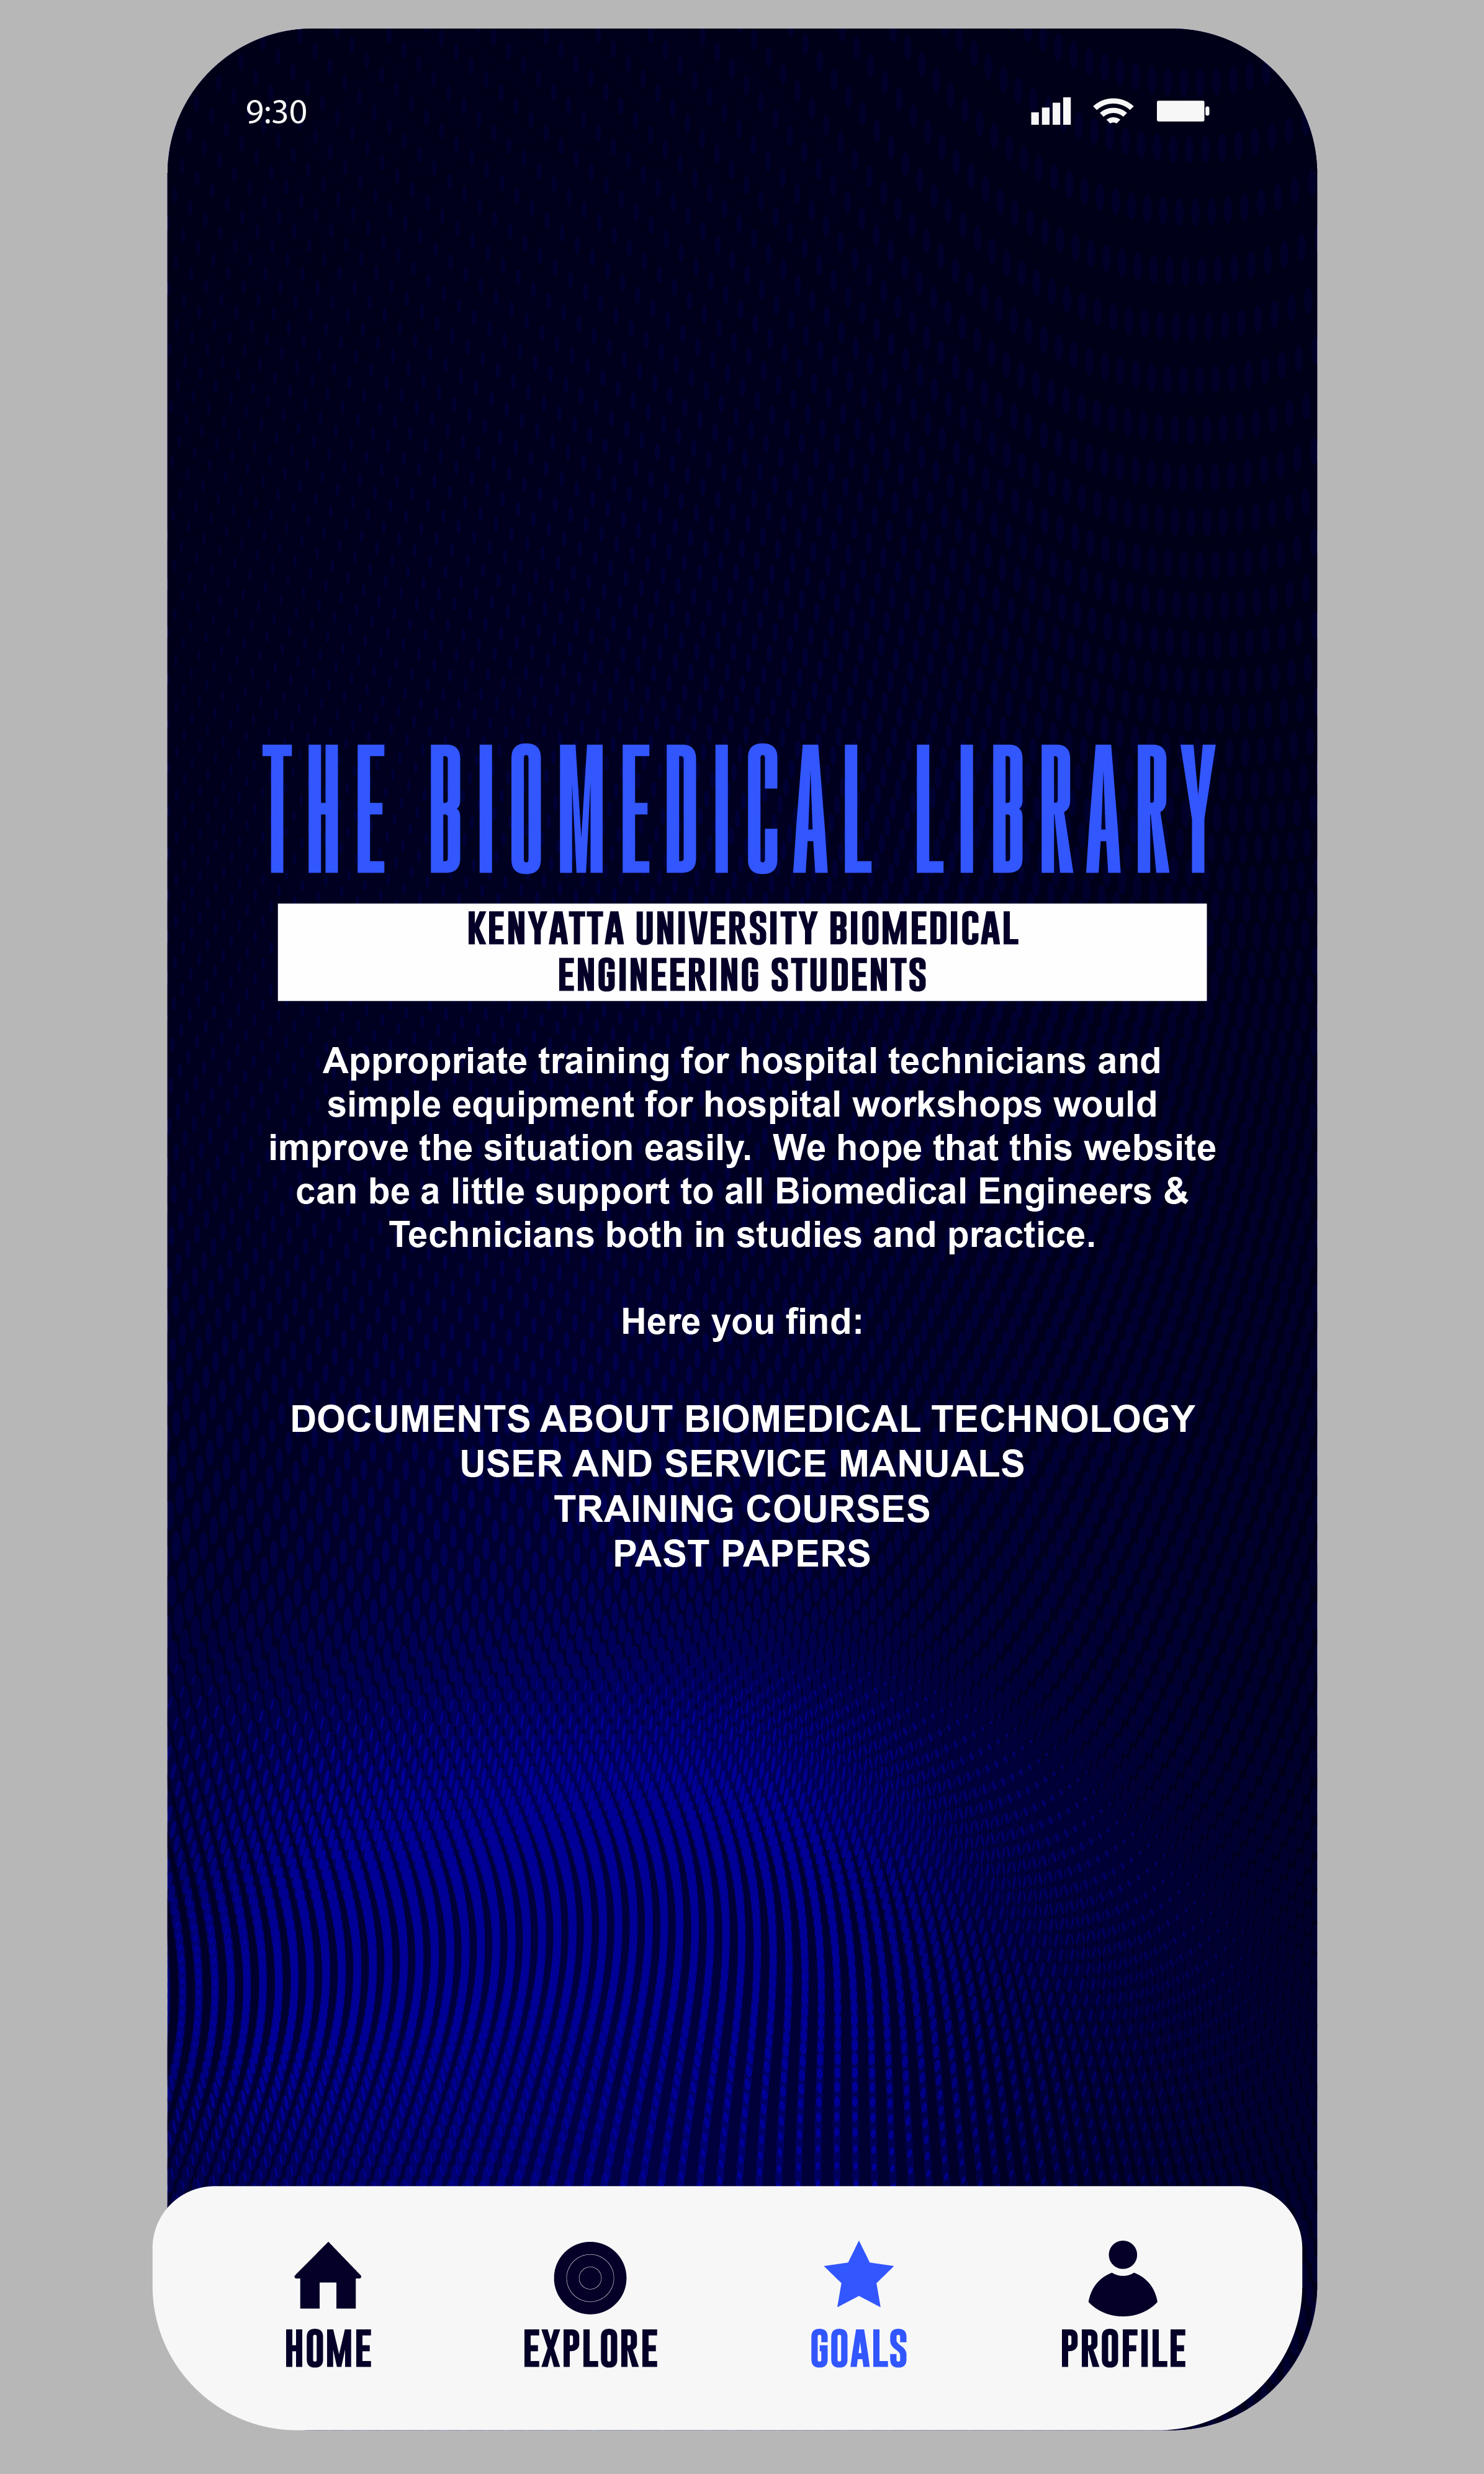 9:30
THE BIOMEDICAL LIBRARY
KENYATTA UNIVERSITY BIOMEDICAL
ENGINEERING STUDENTS
Appropriate training for hospital technicians and
simple equipment for hospital workshops would
improve the situation easily.  We hope that this website
can be a little support to all Biomedical Engineers &
Technicians both in studies and practice.
Here you find:
DOCUMENTS ABOUT BIOMEDICAL TECHNOLOGY
USER AND SERVICE MANUALS
TRAINING COURSES
PAST PAPERS
HOME EXPLORE GOALS PROFILE